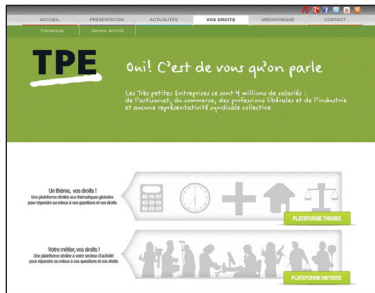 ACCUEIL PRÉSENTATION ACTUALITÉS VOS DROITS MÉDIATHÈQUE CONTACT
Thématique Secteur Activité
TPE
Oui! C'est de vous qu'on parle
Les Très petites Entreprises ce sont 4 millions de salariés :
de l'artisanat, du commerce, des professions libérales et de l'industrie
et aucune représentativité syndicale collective
Un thème, vos droits !
Une plateforme dédiée aux thématiques globales
pour répondre au mieux à vos questions et vos droits
PLATEFORME THEMES
Votre métier, vos droits !
Une plateforme dédiée à votre secteur d'activité
pour répondre au mieux à vos questions et vos droits
PLATEFORME METIERS